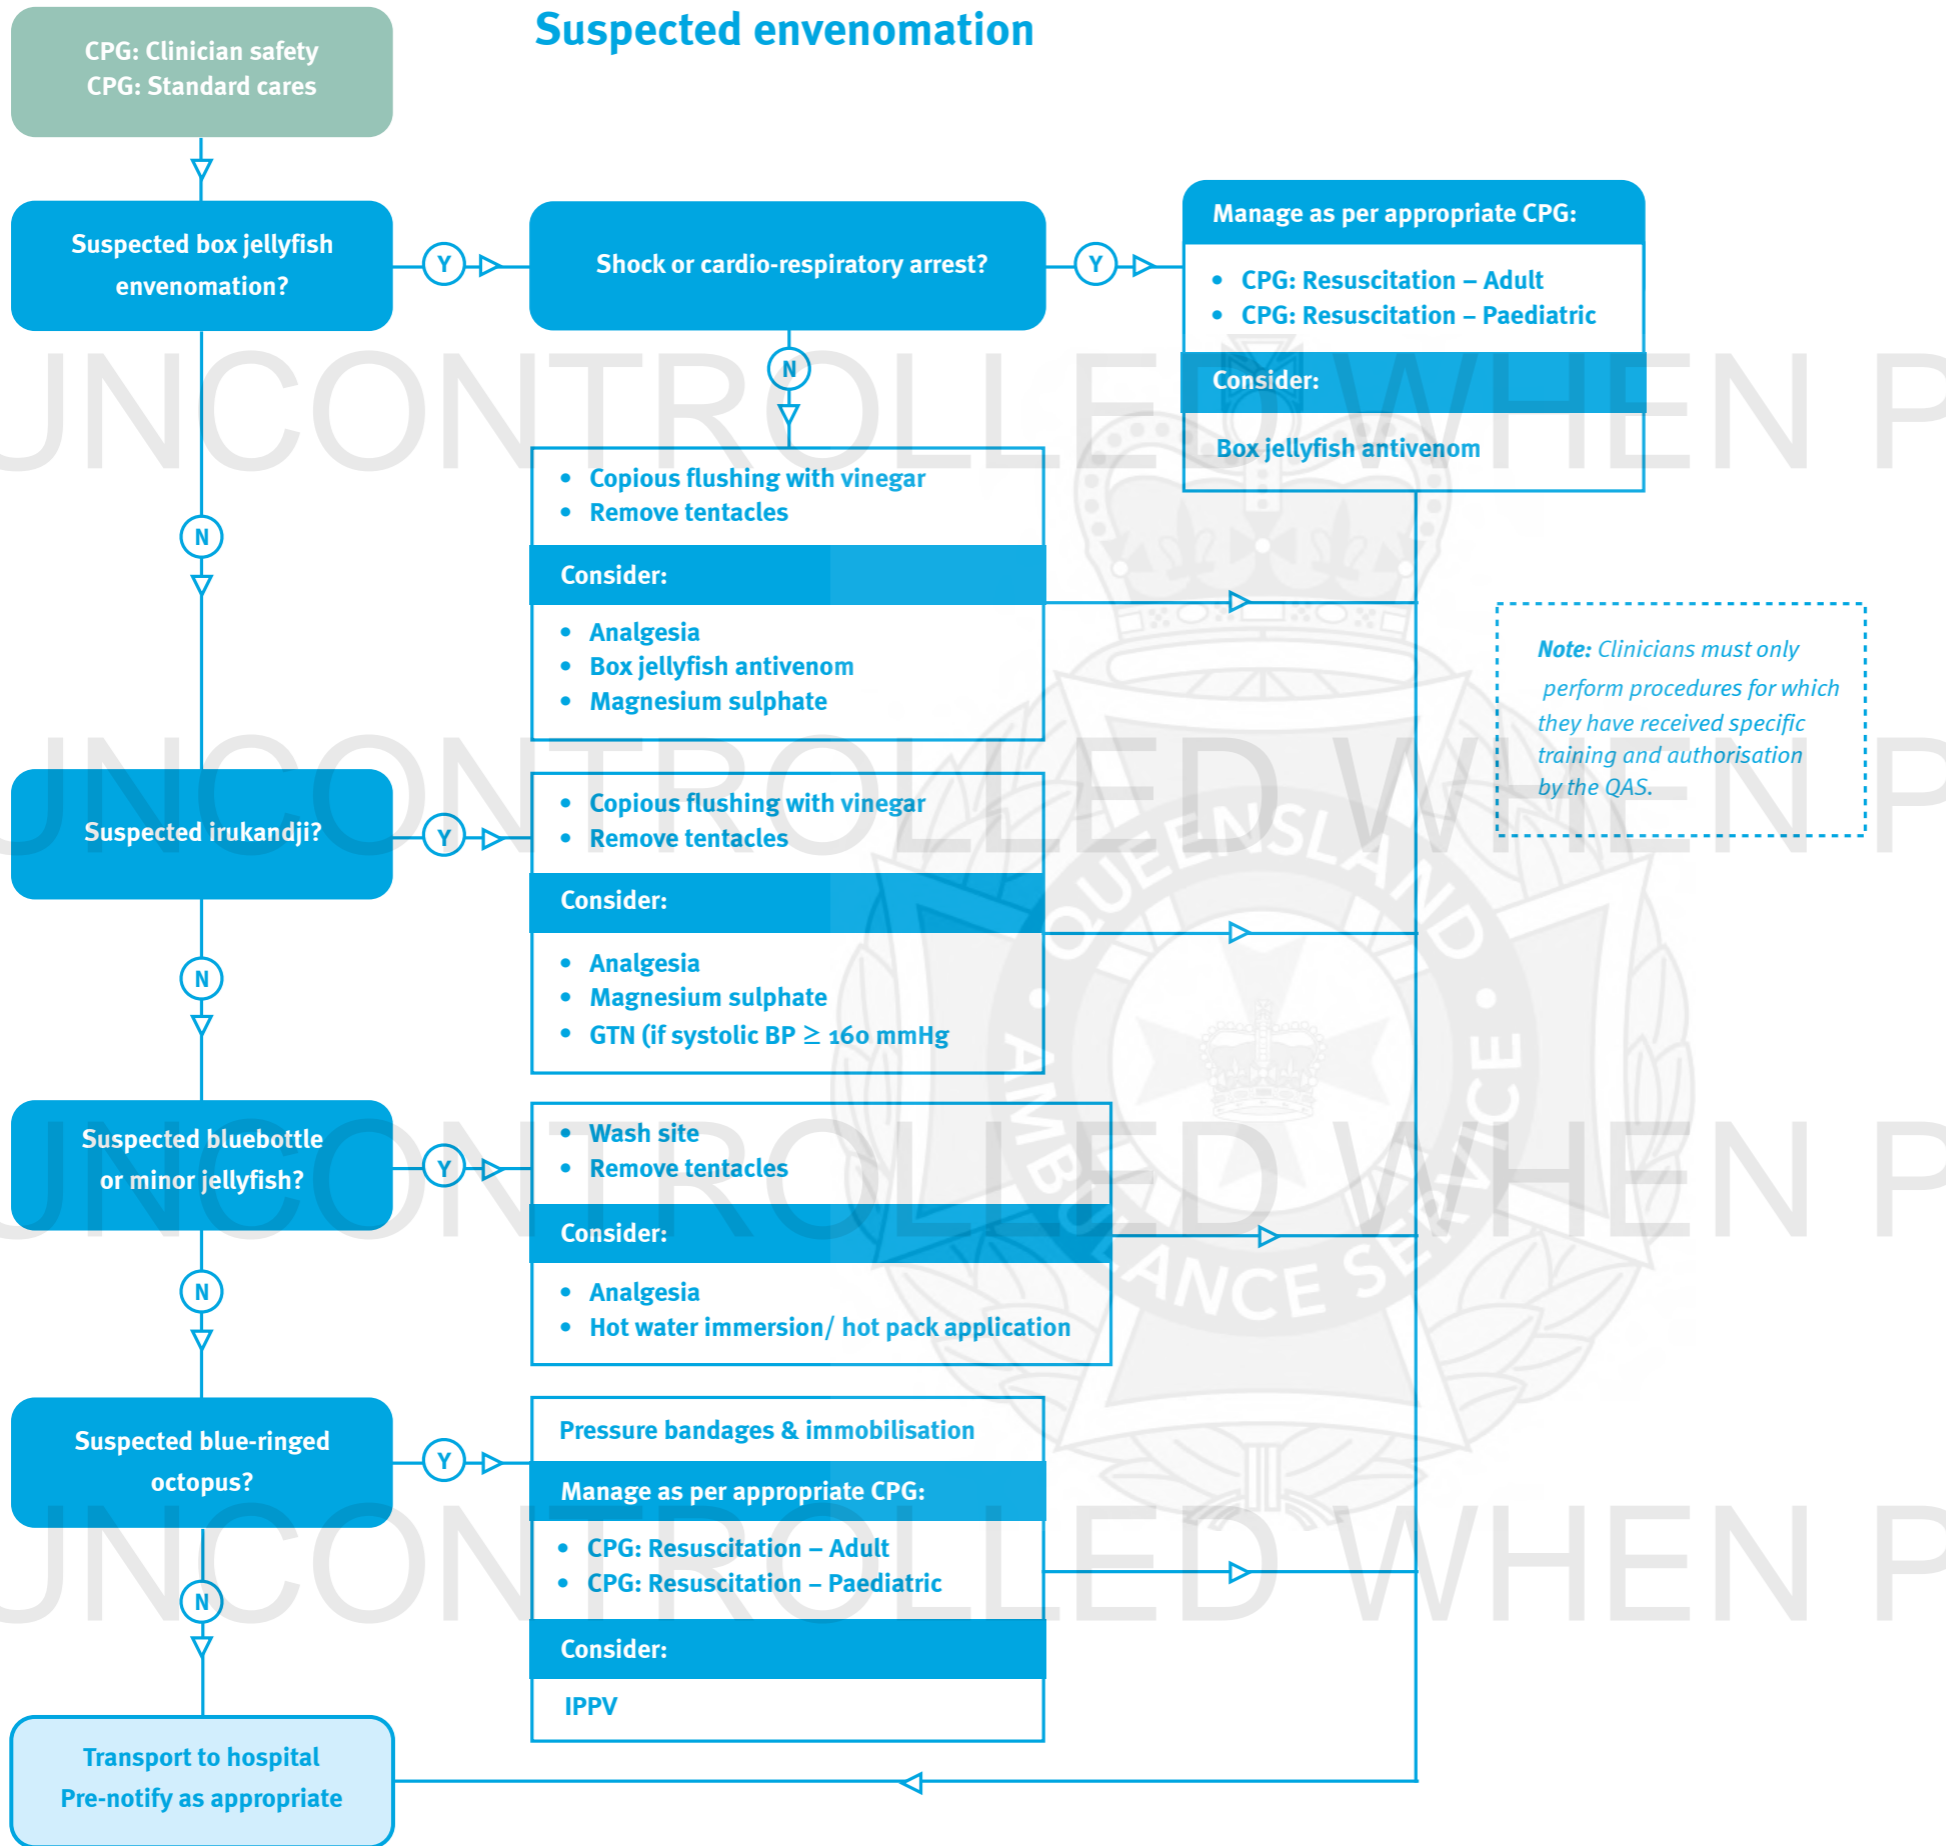 Suspected envenomation
CPG: Clinician safety
CPG: Standard cares
Suspected box jellyfish
envenomation?
Y
Shock or cardio-respiratory arrest?
Y
Manage as per appropriate CPG:
• CPG: Resuscitation – Adult
• CPG: Resuscitation – Paediatric
Consider:
Box jellyfish antivenom
N
N
• Copious flushing with vinegar
• Remove tentacles
Consider:
• Analgesia
• Box jellyfish antivenom
• Magnesium sulphate
Note: Clinicians must only
perform procedures for which
they have received specific
training and authorisation
by the QAS.
Suspected irukandji?
Y
• Copious flushing with vinegar
• Remove tentacles
Consider:
• Analgesia
• Magnesium sulphate
• GTN (if systolic BP ≥ 160 mmHg
N
Suspected bluebottle
or minor jellyfish?
Y
• Wash site
• Remove tentacles
Consider:
• Analgesia
• Hot water immersion/ hot pack application
N
Suspected blue-ringed
octopus?
Y
Pressure bandages & immobilisation
Manage as per appropriate CPG:
• CPG: Resuscitation – Adult
• CPG: Resuscitation – Paediatric
Consider:
IPPV
N
Transport to hospital
Pre-notify as appropriate
UNCONTROLLED WHEN P
UNCONTROLLED WHEN P
UNCONTROLLED WHEN P
UNCONTROLLED WHEN P
QUEENSLAND
• AMBULANCE SERVICE •